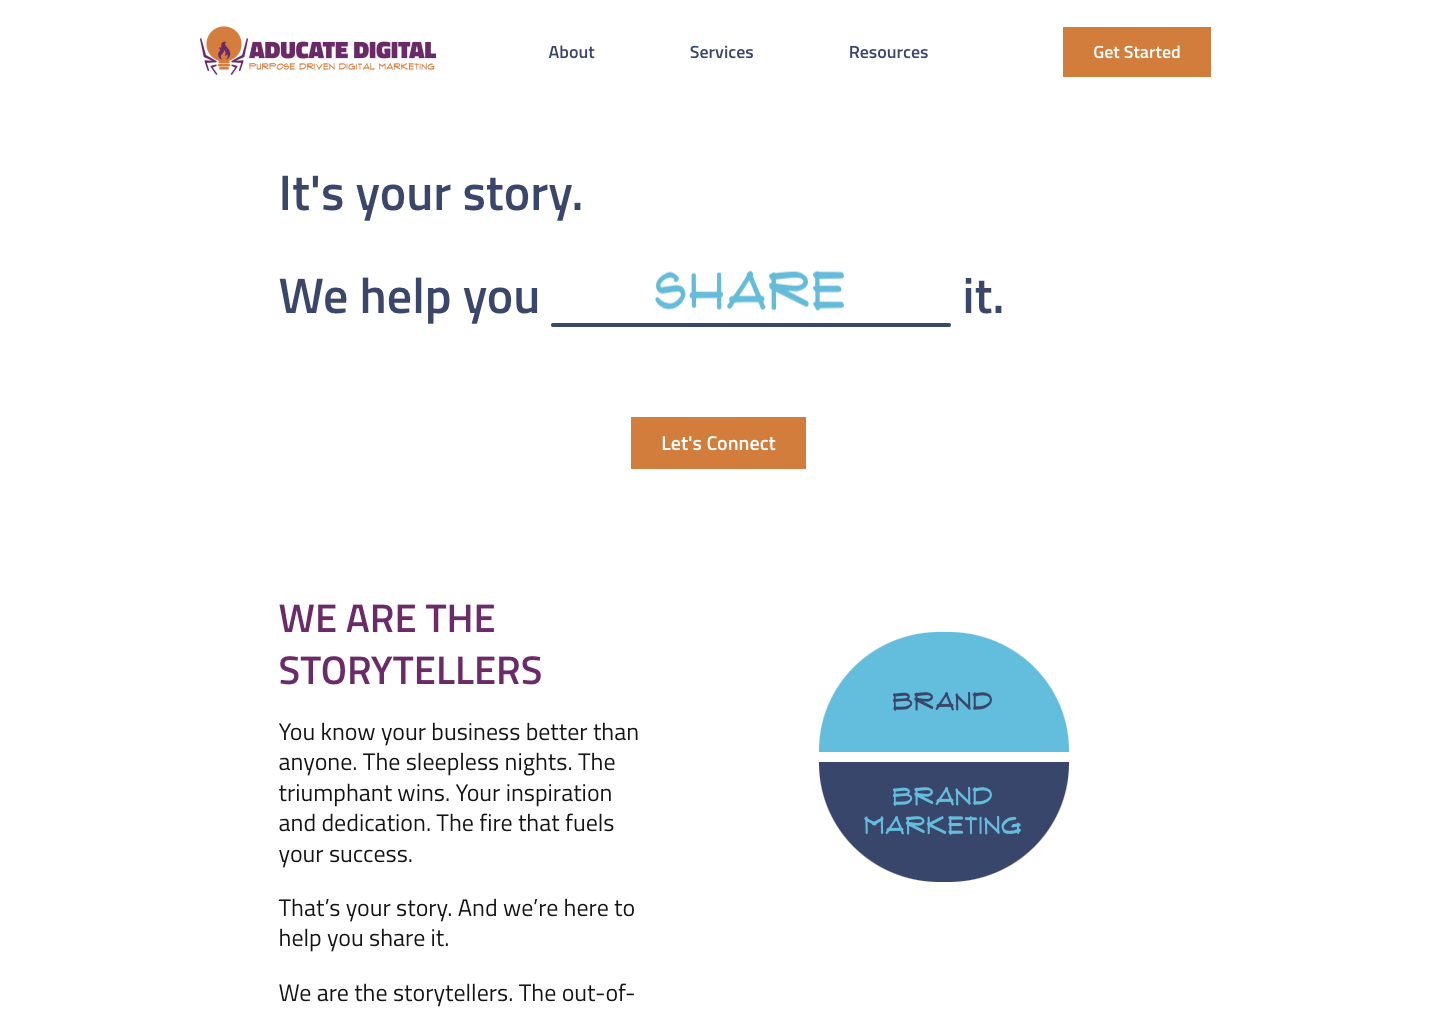 ADUCATE DIGITAL
PURPOSE DRIVEN DIGITAL MARKETING
About
Services
Resources
Get Started
It's your story.
We help you SHARE it.
Let's Connect
WE ARE THE
STORYTELLERS
You know your business better than
anyone. The sleepless nights. The
triumphant wins. Your inspiration
and dedication. The fire that fuels
your success.
That’s your story. And we’re here to
help you share it.
We are the storytellers. The out-of-
BRAND
BRAND
MARKETING